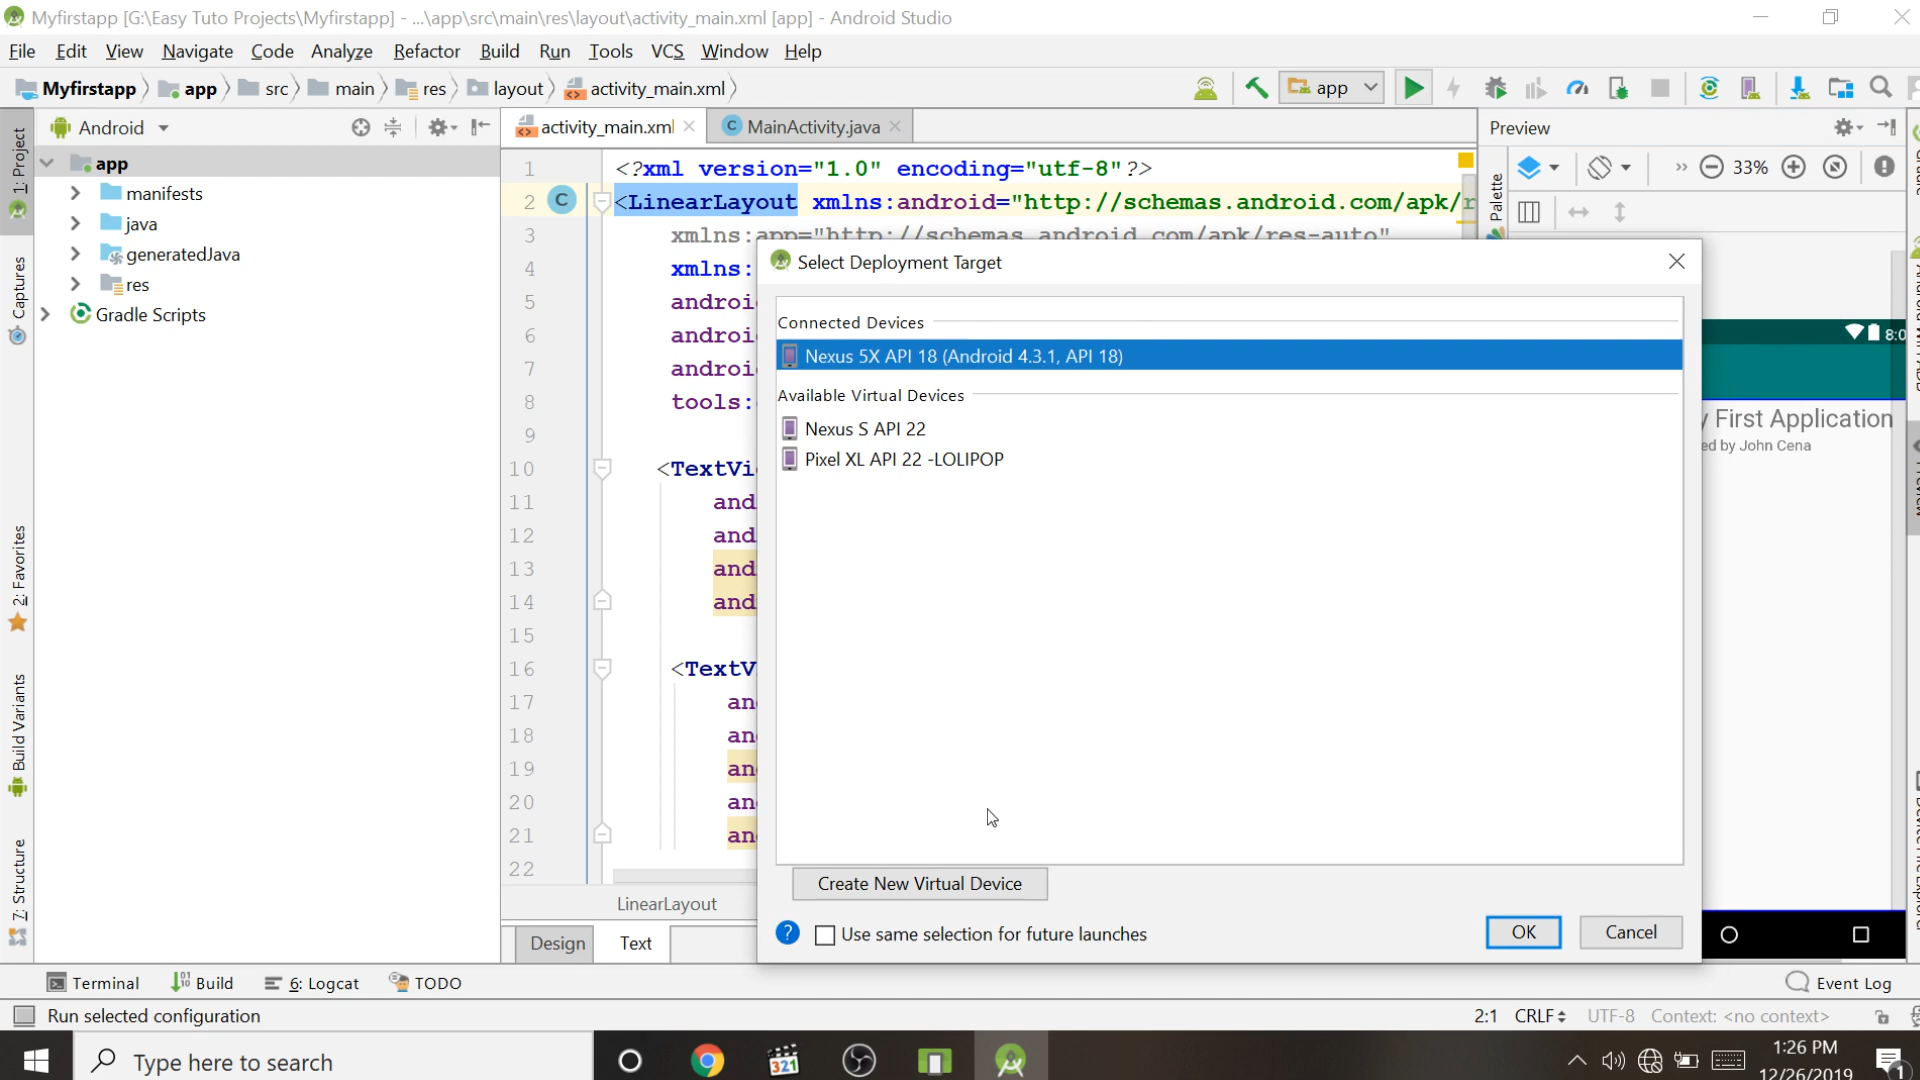 Myfirstapp [G:\Easy Tuto Projects\Myfirstapp] - ...\app\src\main\res\layout\activity_main.xml [app] - Android Studio
File Edit View Navigate Code Analyze Refactor Build Run Tools VCS Window Help
Myfirstapp app src main res layout activity_main.xml app
Android activity_main.xml MainActivity.java Preview
1: Project
Captures
2: Favorites
Build Variants
7: Structure
app
manifests
java
generatedJava
res
Gradle Scripts
1 <?xml version="1.0" encoding="utf-8"?>
2 C <LinearLayout xmlns:android="http://schemas.android.com/apk/r
3 xmlns:app="http://schemas.android.com/apk/res-auto"
4 xmlns:
5 androi
6 androi
7 androi
8 tools:
9
10 <TextVi
11 and
12 and
13 and
14 and
15
16 <TextV
17 an
18 an
19 an
20 an
21 an
22
LinearLayout
Design Text
Palette
33%
8:0
y First Application
ed by John Cena
Select Deployment Target
Connected Devices
Nexus 5X API 18 (Android 4.3.1, API 18)
Available Virtual Devices
Nexus S API 22
Pixel XL API 22 -LOLIPOP
Create New Virtual Device
? Use same selection for future launches
OK Cancel
Terminal Build 6: Logcat TODO Event Log
Run selected configuration 2:1 CRLF UTF-8 Context: <no context>
Type here to search
321
1:26 PM
12/26/2019
1